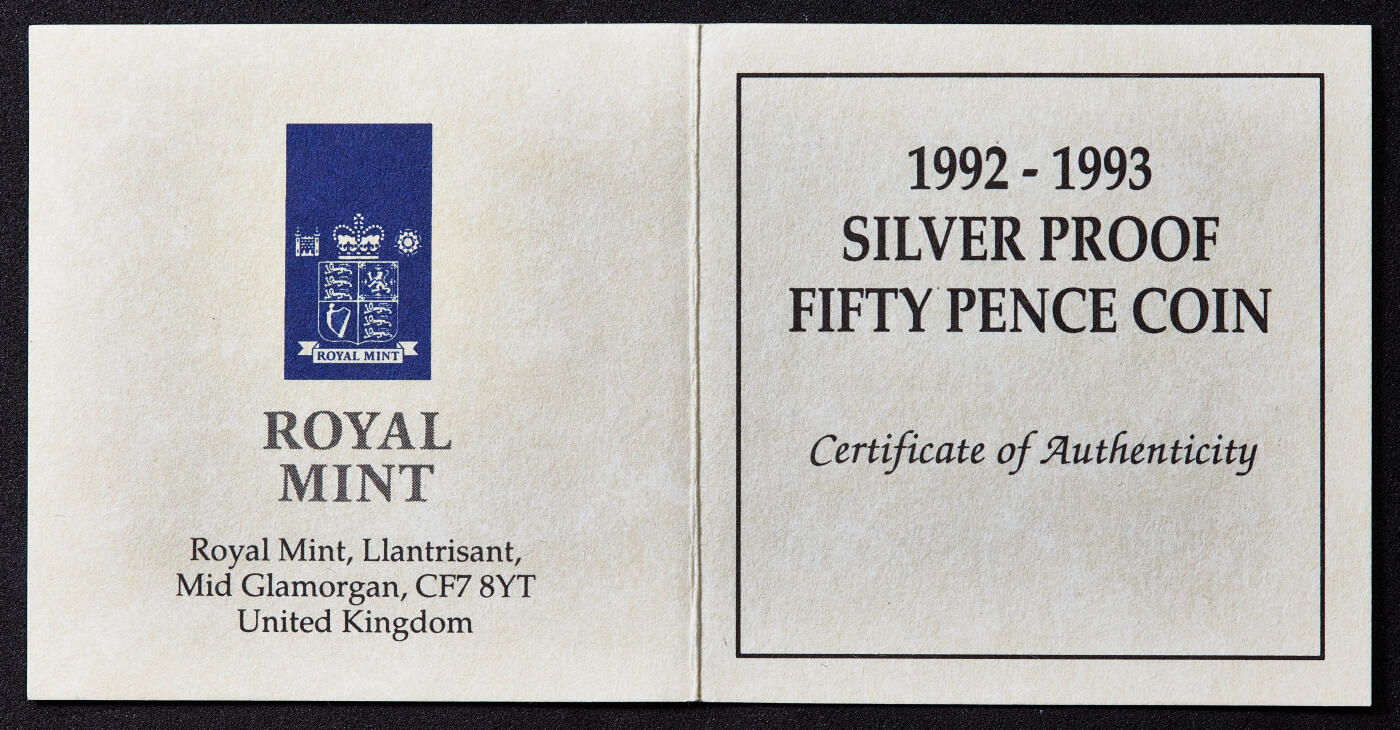 ROYAL MINT
ROYAL
MINT
Royal Mint, Llantrisant,
Mid Glamorgan, CF7 8YT
United Kingdom
1992 - 1993
SILVER PROOF
FIFTY PENCE COIN
Certificate of Authenticity